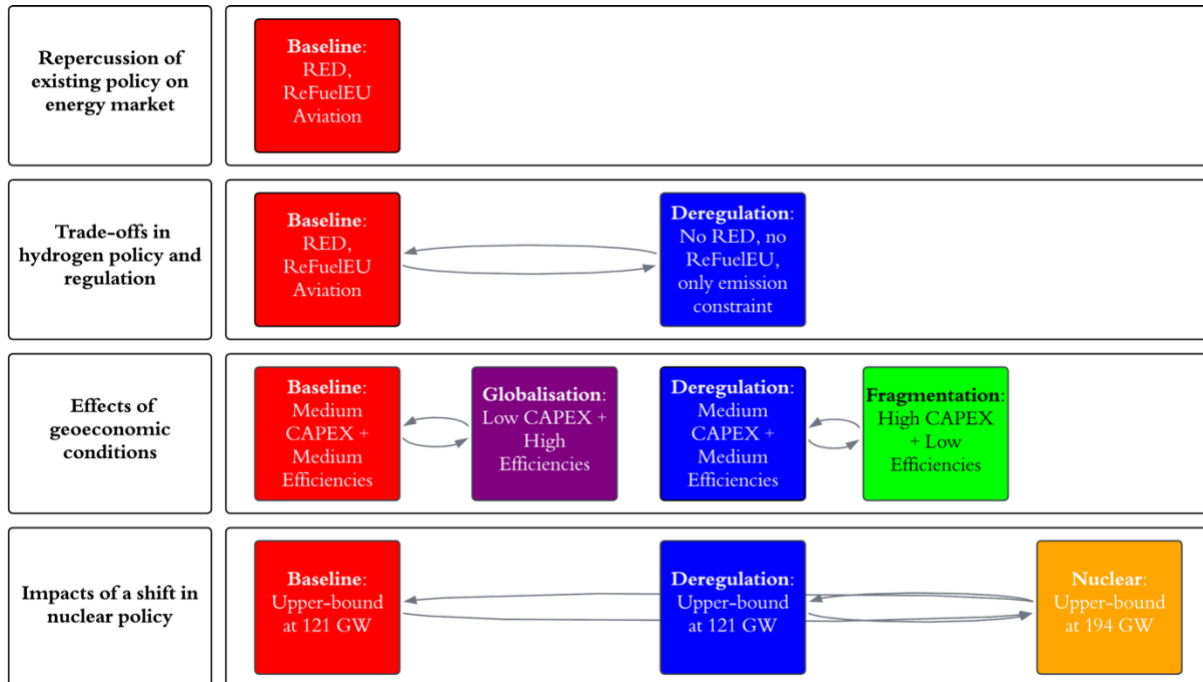 Repercussion of
existing policy on
energy market
Baseline:
RED,
ReFuelEU
Aviation
Trade-offs in
hydrogen policy and
regulation
Baseline:
RED,
ReFuelEU
Aviation
Deregulation:
No RED, no
ReFuelEU,
only emission
constraint
Effects of
geoeconomic
conditions
Baseline:
Medium
CAPEX +
Medium
Efficiencies
Globalisation:
Low CAPEX +
High
Efficiencies
Deregulation:
Medium
CAPEX +
Medium
Efficiencies
Fragmentation:
High CAPEX
+ Low
Efficiencies
Impacts of a shift in
nuclear policy
Baseline:
Upper-bound
at 121 GW
Deregulation:
Upper-bound
at 121 GW
Nuclear:
Upper-bound
at 194 GW